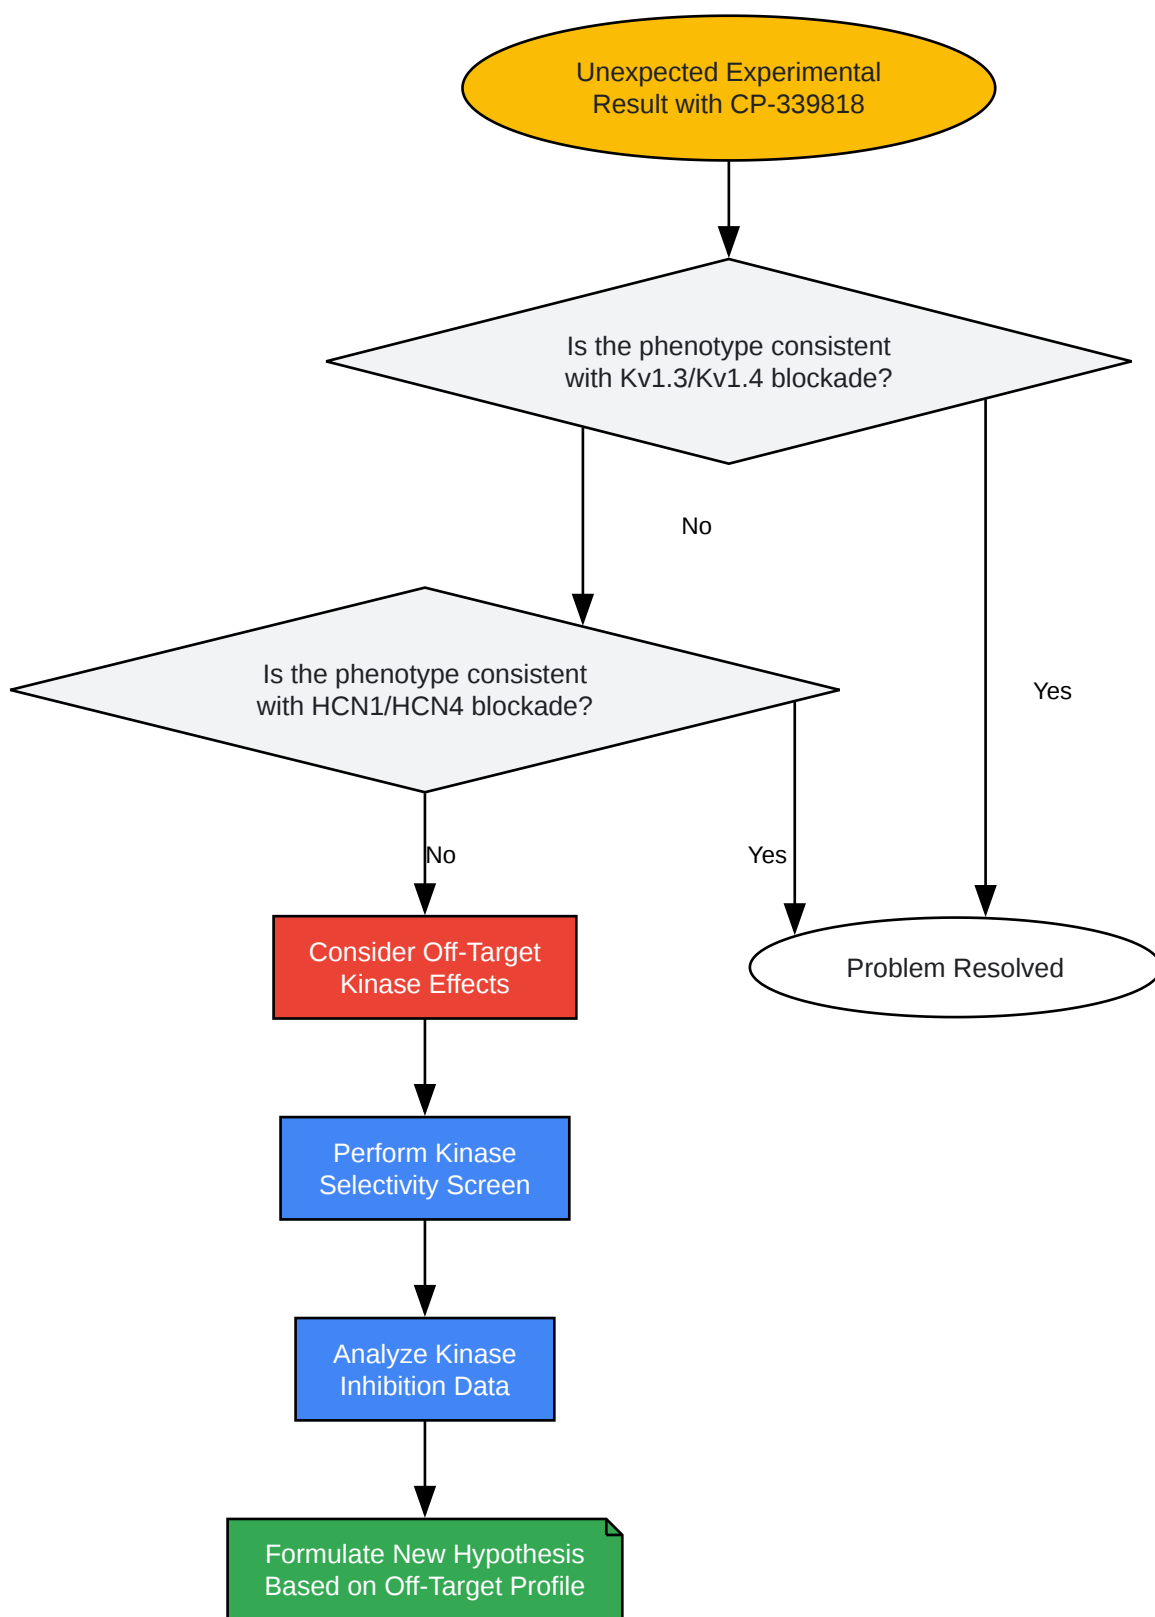 Unexpected Experimental
Result with CP-339818
Is the phenotype consistent
with Kv1.3/Kv1.4 blockade?
No
Is the phenotype consistent
with HCN1/HCN4 blockade?
Yes
No
Yes
Consider Off-Target
Kinase Effects
Problem Resolved
Perform Kinase
Selectivity Screen
Analyze Kinase
Inhibition Data
Formulate New Hypothesis
Based on Off-Target Profile